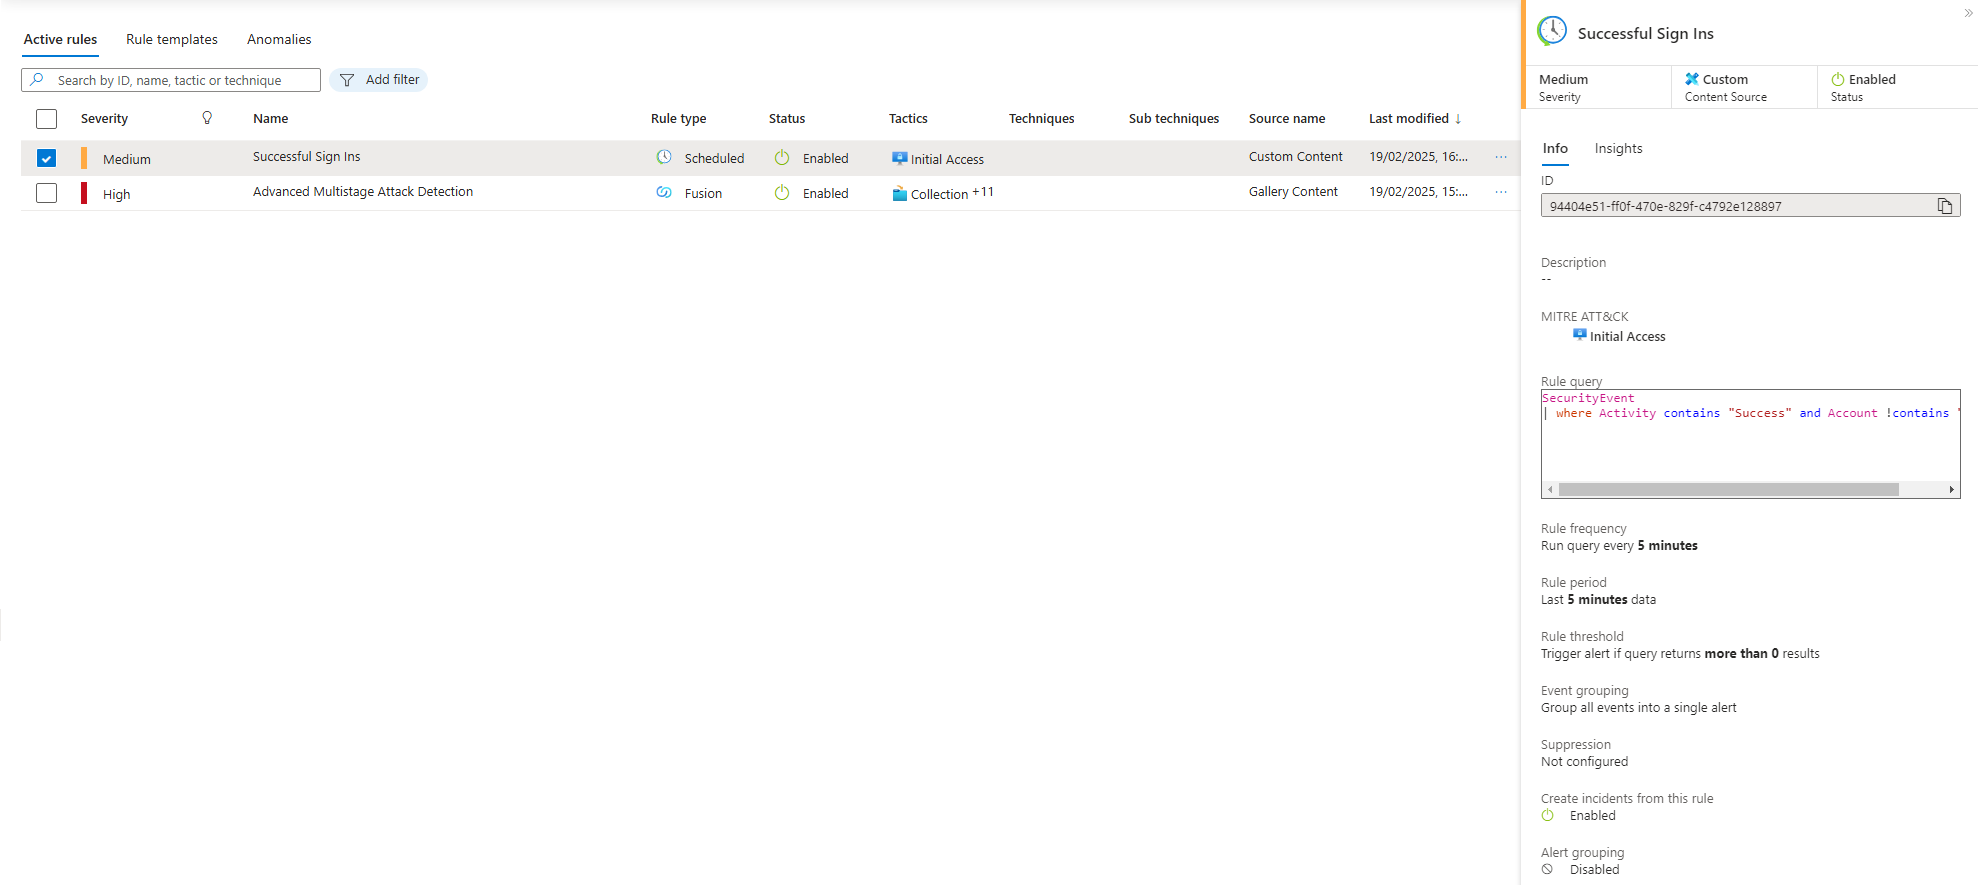 Active rules Rule templates Anomalies
Search by ID, name, tactic or technique Add filter
Severity Name Rule type Status Tactics Techniques Sub techniques Source name Last modified ↓
Medium Successful Sign Ins Scheduled Enabled Initial Access Custom Content 19/02/2025, 16:... ...
High Advanced Multistage Attack Detection Fusion Enabled Collection +11 Gallery Content 19/02/2025, 15:... ...
Successful Sign Ins
Medium Custom Enabled
Severity Content Source Status
Info Insights
ID
94404e51-ff0f-470e-829f-c4792e128897
Description
--
MITRE ATT&CK
Initial Access
Rule query
SecurityEvent
| where Activity contains "Success" and Account !contains "
Rule frequency
Run query every 5 minutes
Rule period
Last 5 minutes data
Rule threshold
Trigger alert if query returns more than 0 results
Event grouping
Group all events into a single alert
Suppression
Not configured
Create incidents from this rule
Enabled
Alert grouping
Disabled